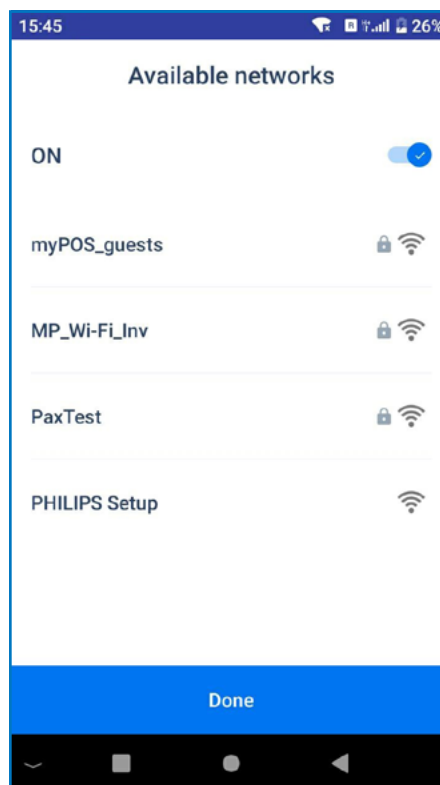 15:45 R 26%
Available networks
ON
myPOS_guests
MP_Wi-Fi_Inv
PaxTest
PHILIPS Setup
Done